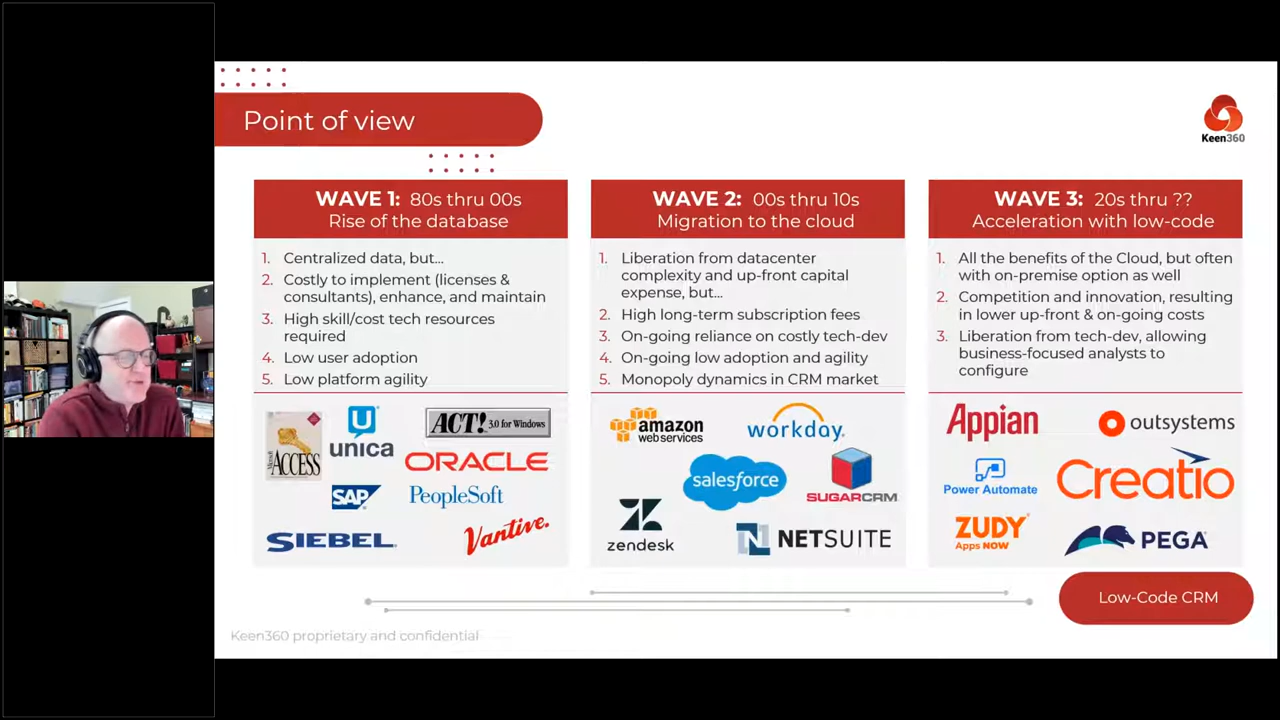 Point of view
Keen360
WAVE 1: 80s thru 00s
Rise of the database
1. Centralized data, but...
2. Costly to implement (licenses &
consultants), enhance, and maintain
3. High skill/cost tech resources
required
4. Low user adoption
5. Low platform agility
Microsoft ACCESS
unica
ACT! 3.0 for Windows
ORACLE
SAP
PeopleSoft
SIEBEL
Vantive.
WAVE 2: 00s thru 10s
Migration to the cloud
1. Liberation from datacenter
complexity and up-front capital
expense, but...
2. High long-term subscription fees
3. On-going reliance on costly tech-dev
4. On-going low adoption and agility
5. Monopoly dynamics in CRM market
amazon
webservices
workday.
salesforce
SUGARCRM
zendesk
NETSUITE
WAVE 3: 20s thru ??
Acceleration with low-code
1. All the benefits of the Cloud, but often
with on-premise option as well
2. Competition and innovation, resulting
in lower up-front & on-going costs
3. Liberation from tech-dev, allowing
business-focused analysts to
configure
Appian
outsystems
Power Automate
Creatio
ZUDY
Apps NOW
PEGA
Low-Code CRM
Keen360 proprietary and confidential